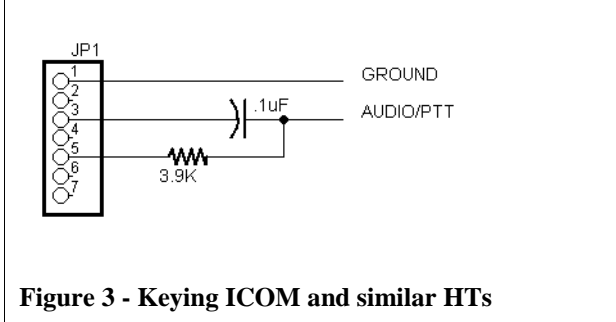 JP1
1
GROUND
2
3
.1uF
AUDIO/PTT
4
5
3.9K
6
7
Figure 3 - Keying ICOM and similar HTs